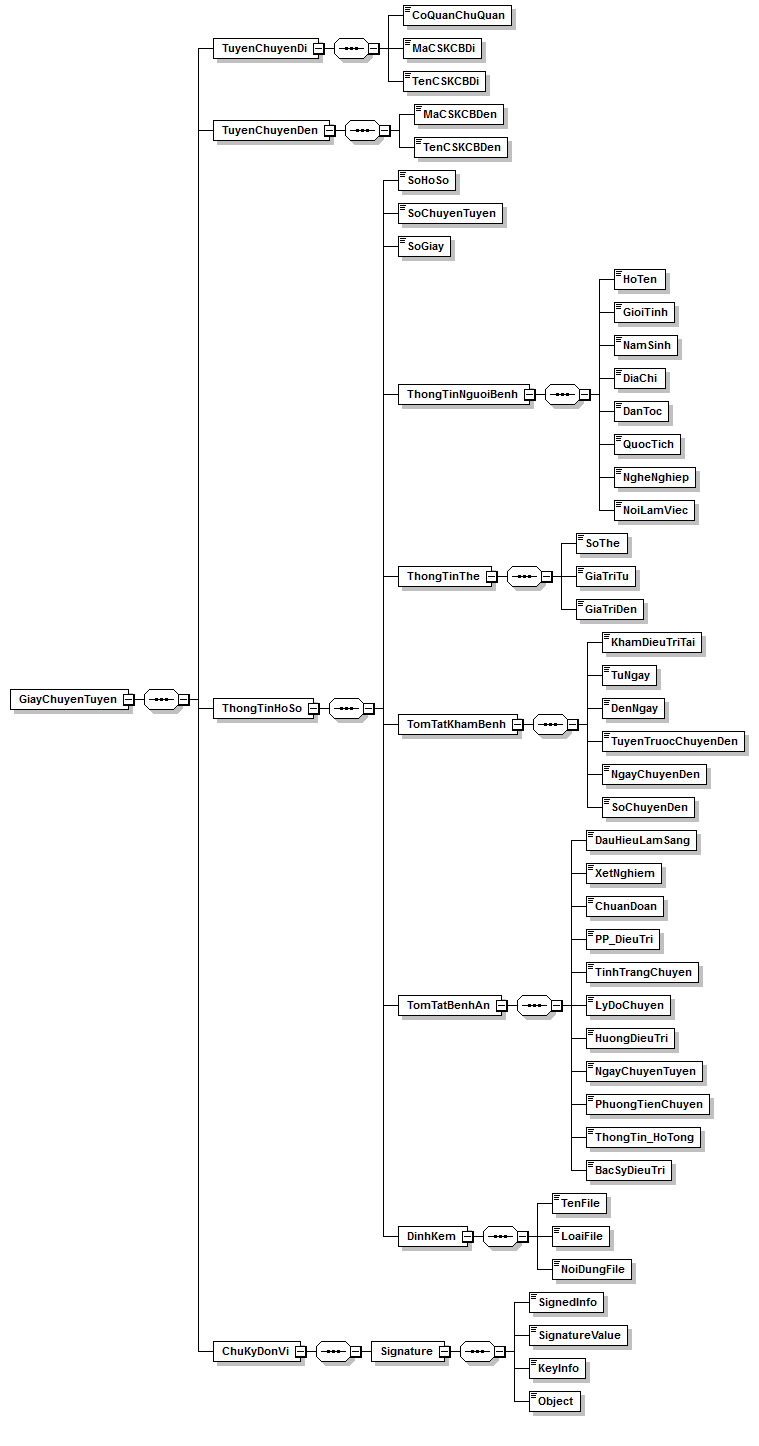 CoQuanChuQuan
TuyenChuyenDi
MaCSKCBDi
TenCSKCBDi
MaCSKCBDen
TuyenChuyenDen
TenCSKCBDen
SoHoSo
SoChuyenTuyen
SoGiay
HoTen
GioiTinh
NamSinh
DiaChi
ThongTinNguoiBenh
DanToc
QuocTich
NgheNghiep
NoiLamViec
SoThe
ThongTinThe
GiaTriTu
GiaTriDen
KhamDieuTriTai
TuNgay
GiayChuyenTuyen
ThongTinHoSo
DenNgay
TomTatKhamBenh
TuyenTruocChuyenDen
NgayChuyenDen
SoChuyenDen
DauHieuLamSang
XetNghiem
ChuanDoan
PP_DieuTri
TinhTrangChuyen
TomTatBenhAn
LyDoChuyen
HuongDieuTri
NgayChuyenTuyen
PhuongTienChuyen
ThongTin_HoTong
BacSyDieuTri
TenFile
DinhKem
LoaiFile
NoiDungFile
SignedInfo
SignatureValue
ChuKyDonVi
Signature
KeyInfo
Object